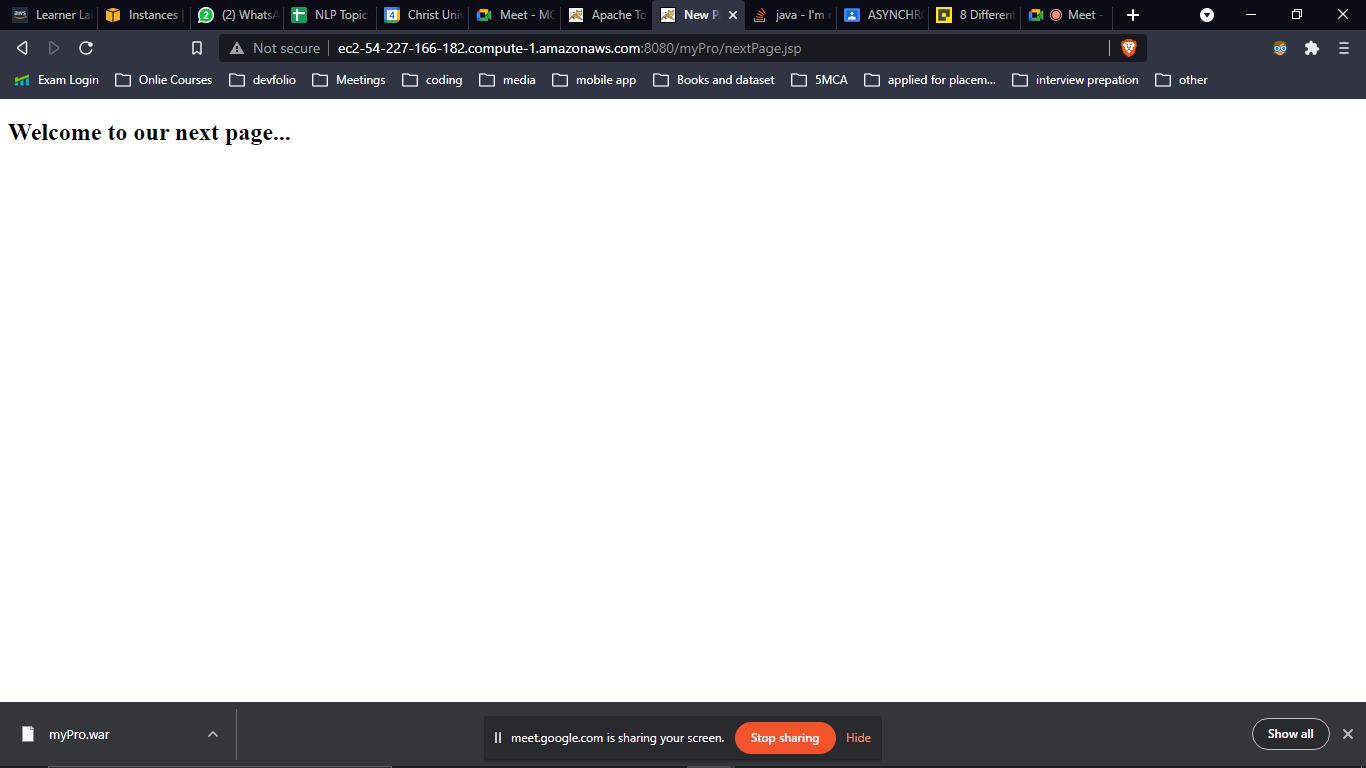 Learner La
Instances
(2) WhatsA
NLP Topic
Christ Uni
Meet - MC
Apache To
New P
java - I'm
ASYNCHR
8 Different
Meet -
Not secure
ec2-54-227-166-182.compute-1.amazonaws.com:8080/myPro/nextPage.jsp
Exam Login
Onlie Courses
devfolio
Meetings
coding
media
mobile app
Books and dataset
5MCA
applied for placem...
interview prepation
other
Welcome to our next page...
myPro.war
meet.google.com is sharing your screen.
Stop sharing
Hide
Show all